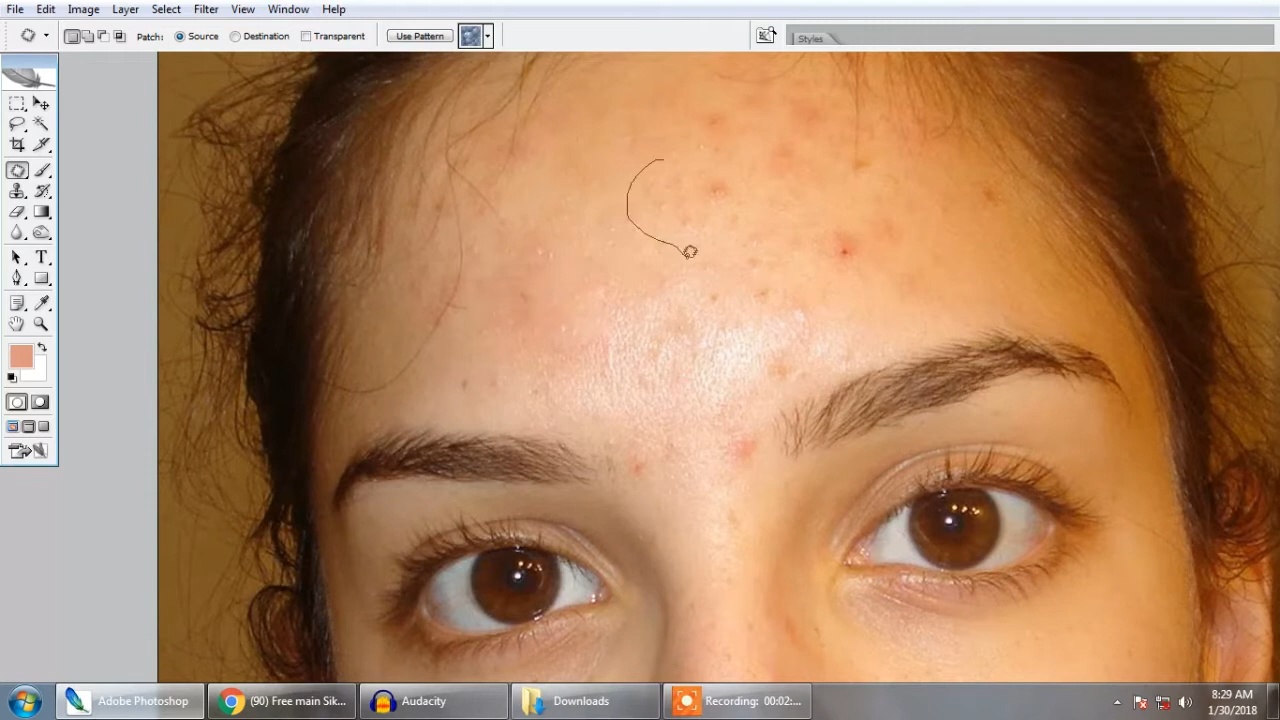 File Edit Image Layer Select Filter View Window Help
Patch: Source Destination Transparent Use Pattern Styles
Adobe Photoshop (90) Free main Sik... Audacity Downloads Recording: 00:02:... 8:29 AM
1/30/2018